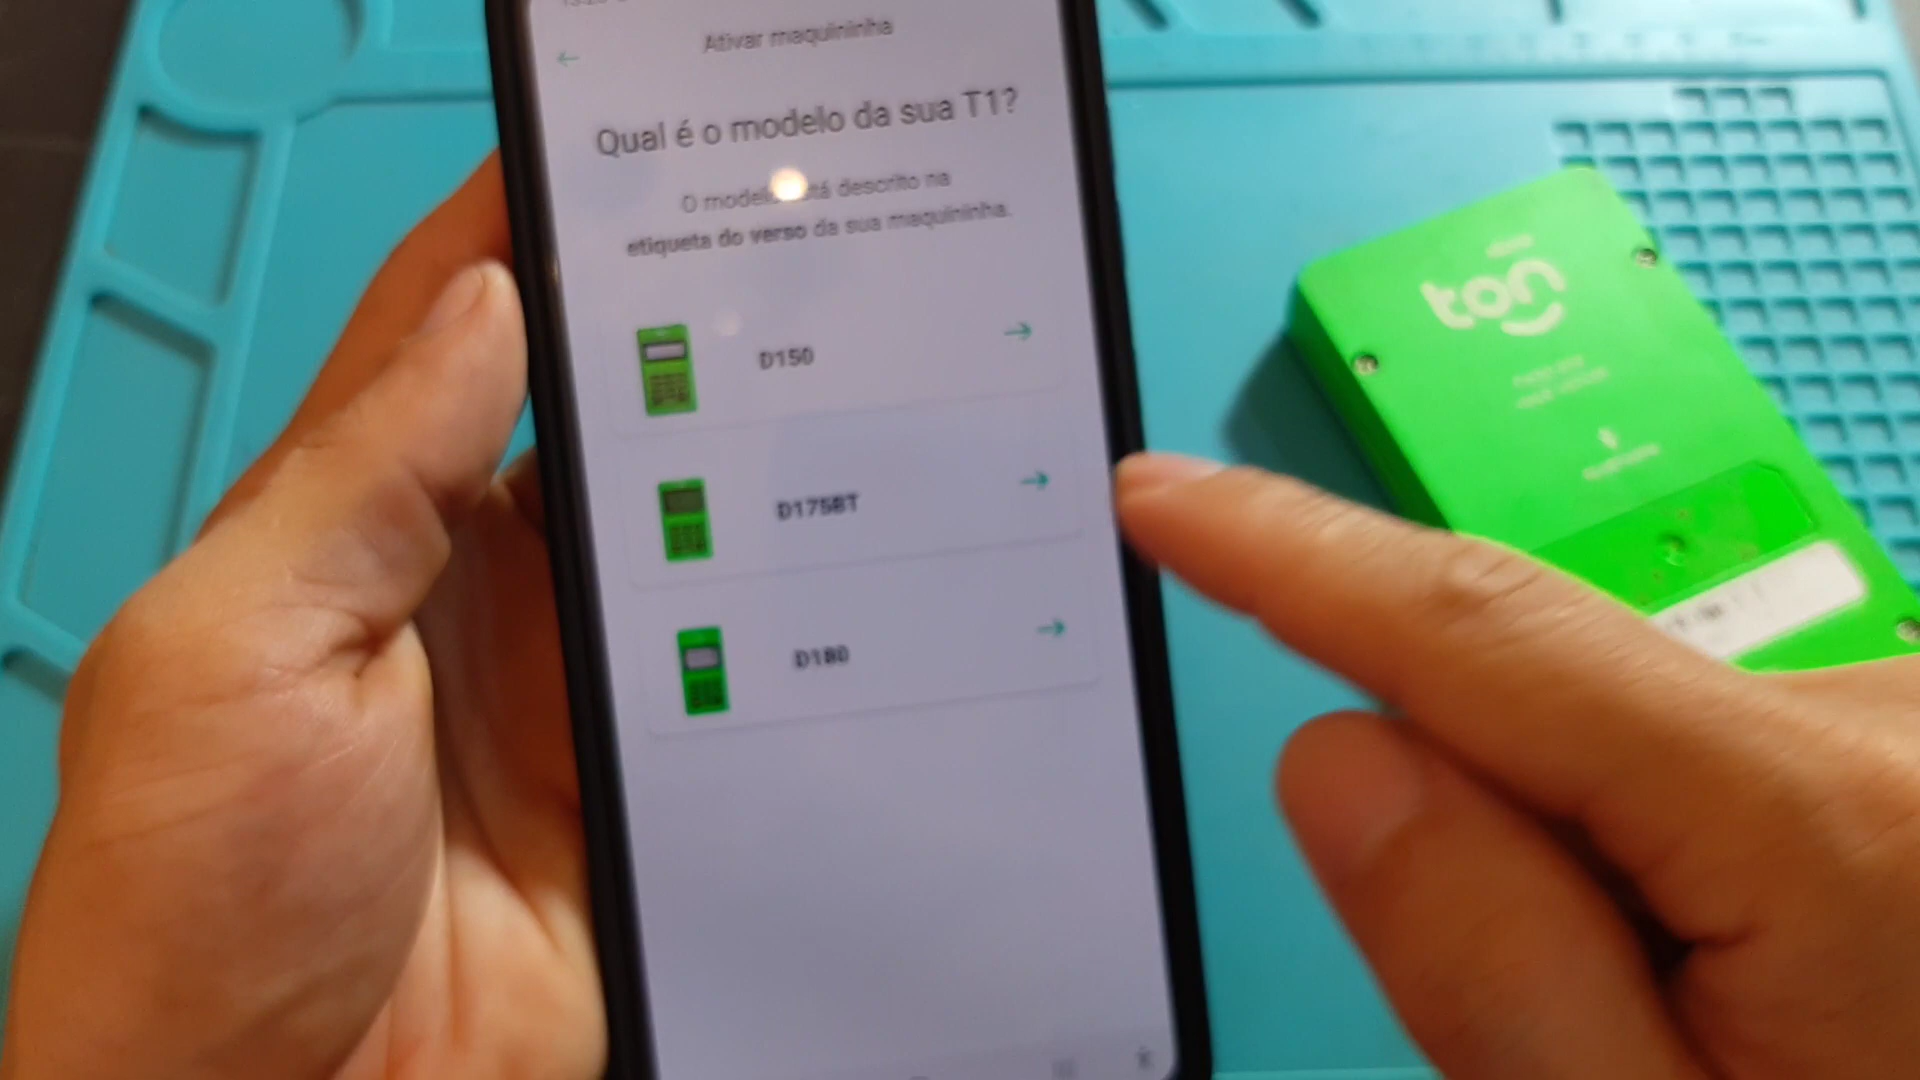 Ativar maquininha
Qual é o modelo da sua T1?
O modelo está descrito na
etiqueta do verso da sua maquininha.
D150
D175BT
D180
ton